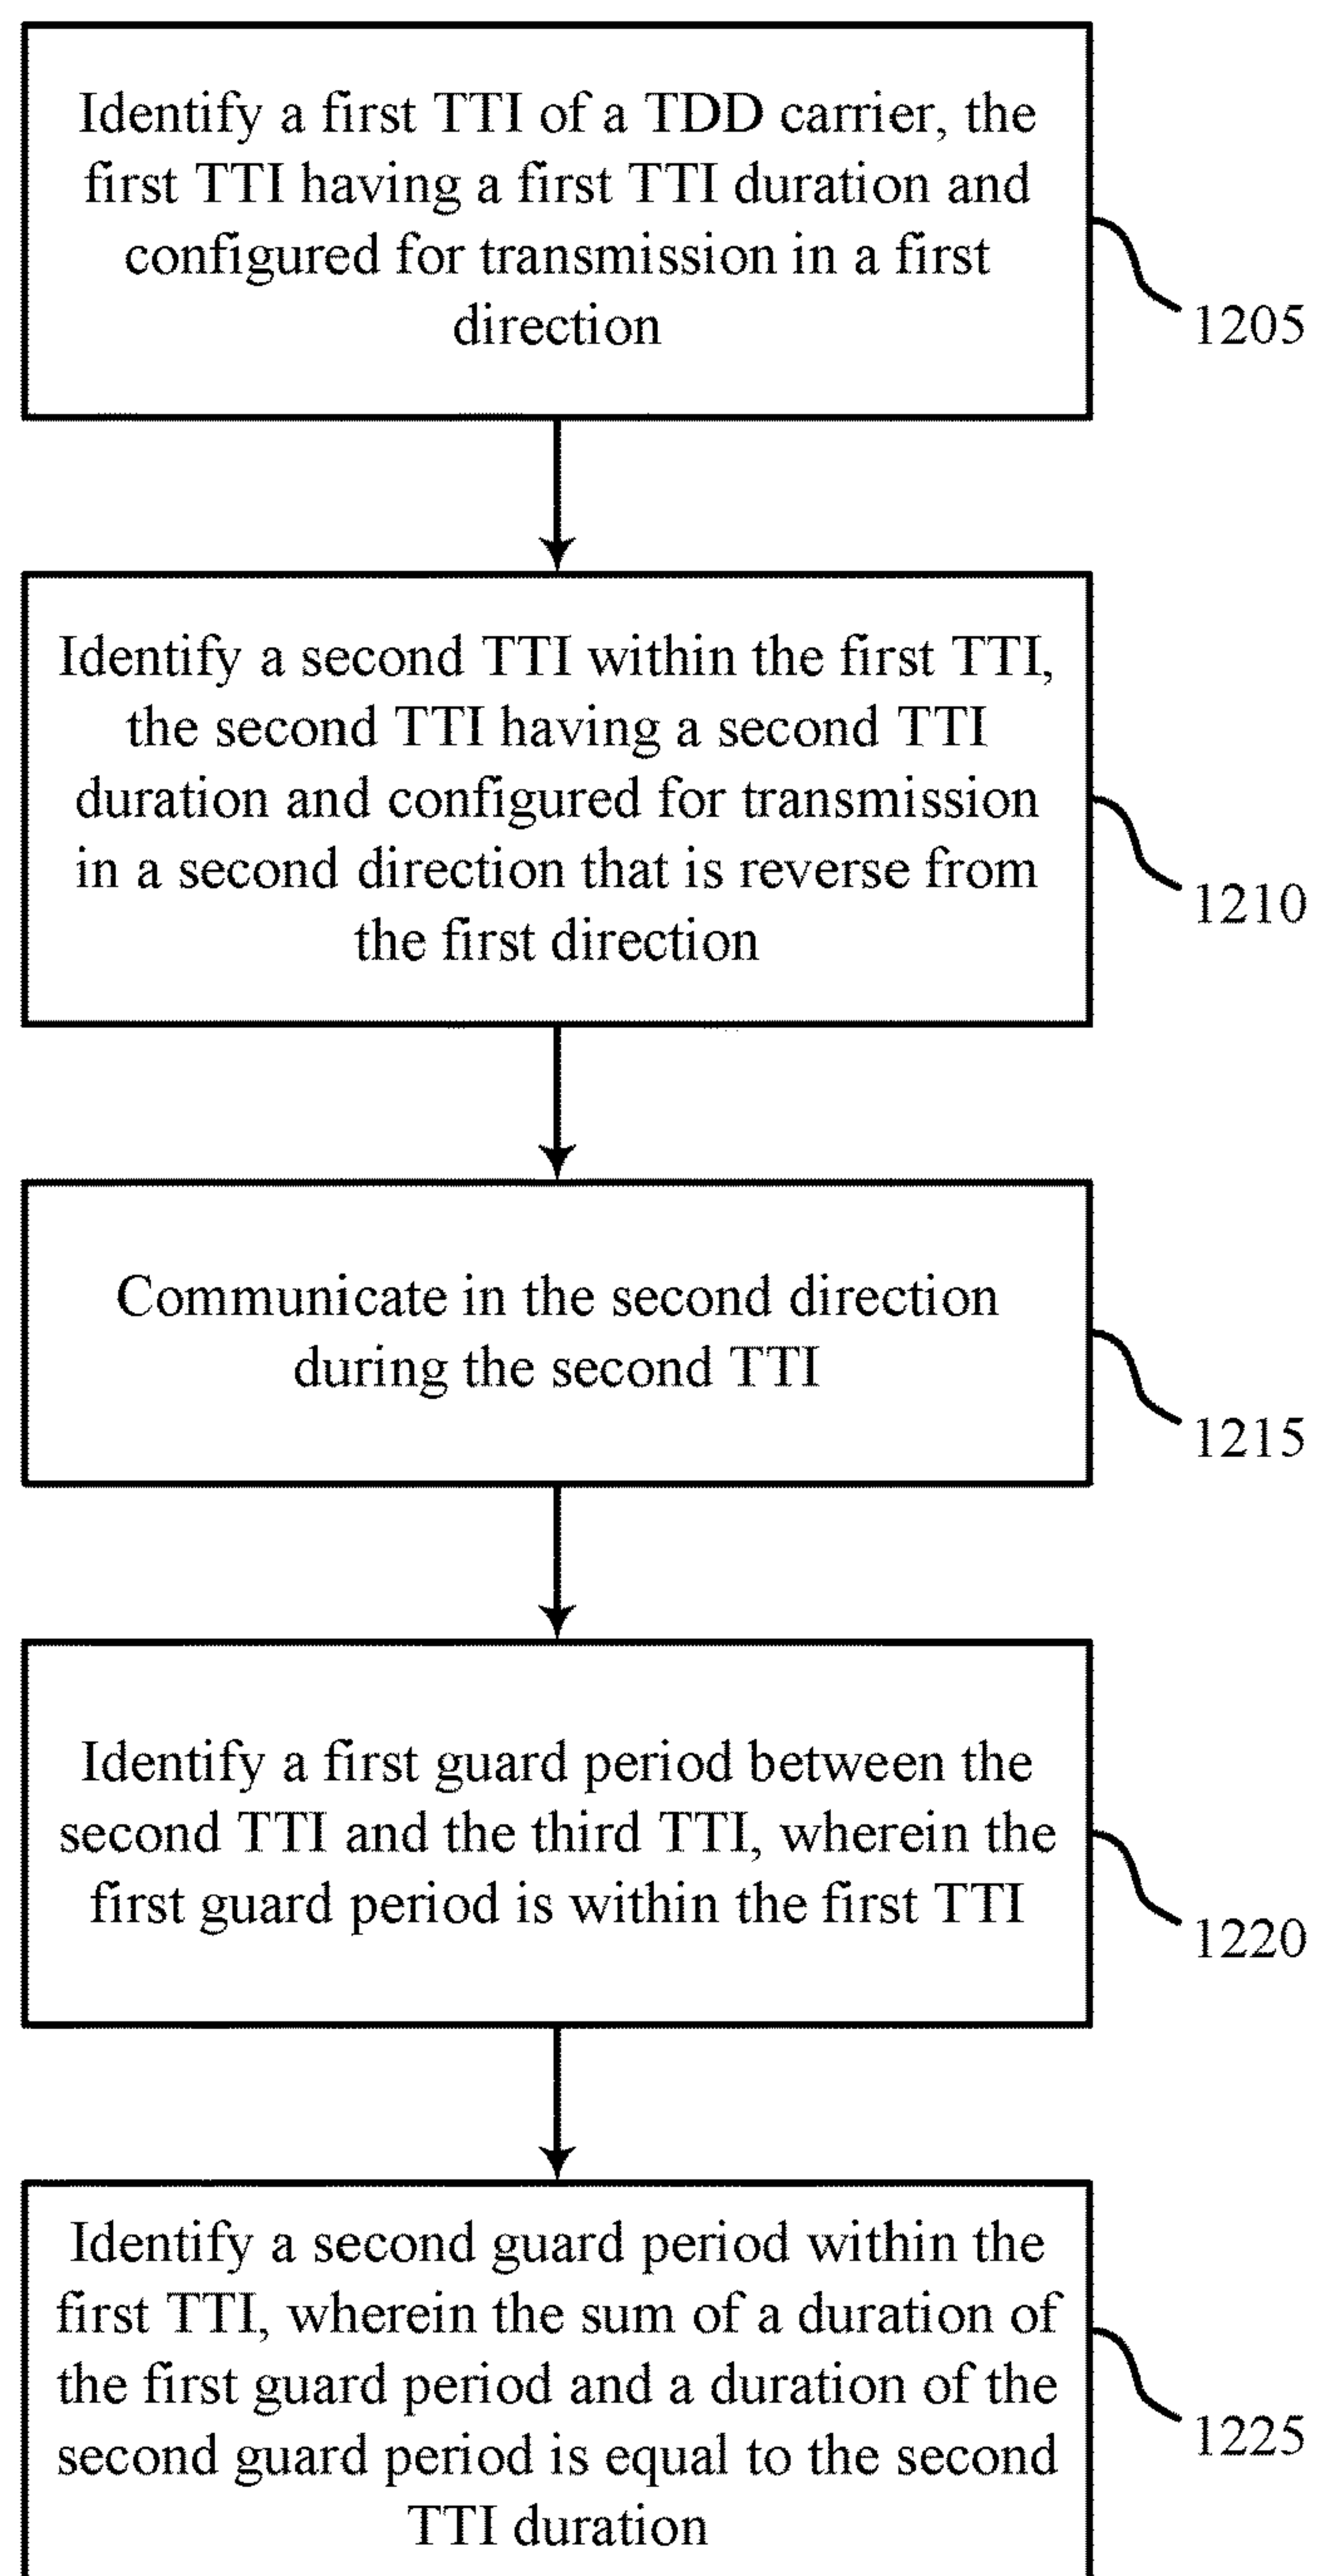 Identify a first TTI of a TDD carrier, the
first TTI having a first TTI duration and
configured for transmission in a first
direction
1205
Identify a second TTI within the first TTI,
the second TTI having a second TTI
duration and configured for transmission
in a second direction that is reverse from
the first direction
1210
Communicate in the second direction
during the second TTI
1215
Identify a first guard period between the
second TTI and the third TTI, wherein the
first guard period is within the first TTI
1220
Identify a second guard period within the
first TTI, wherein the sum of a duration of
the first guard period and a duration of the
second guard period is equal to the second
TTI duration
1225